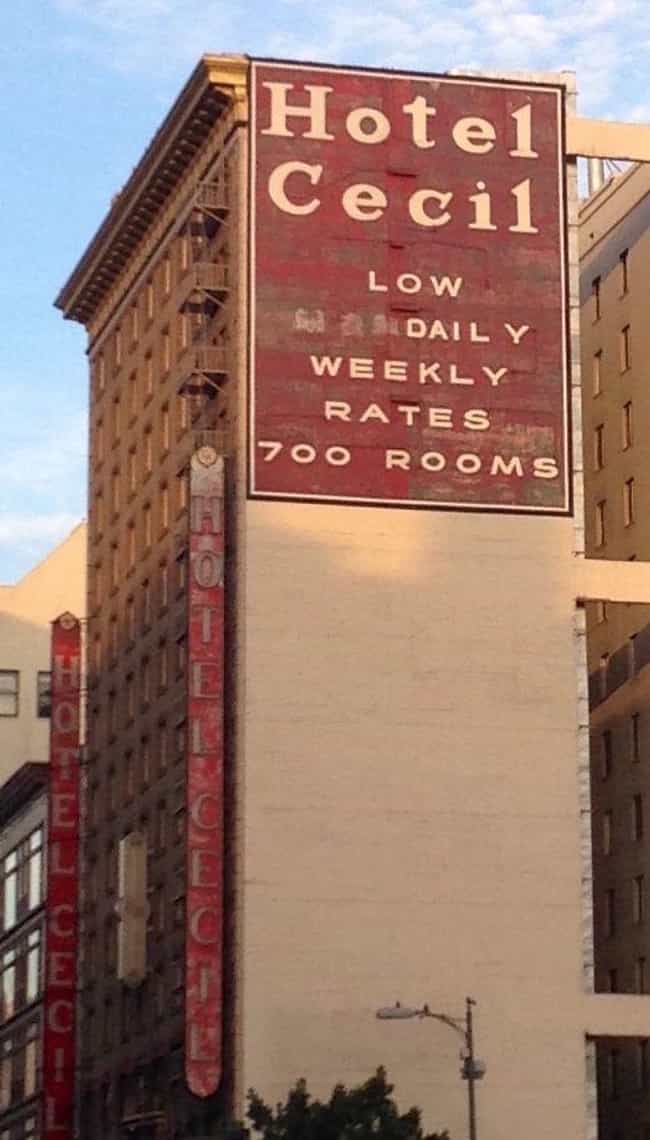 Hotel
Cecil
LOW
DAILY
WEEKLY
RATES
700 ROOMS
HOTEL CECIL
HOTEL CECIL